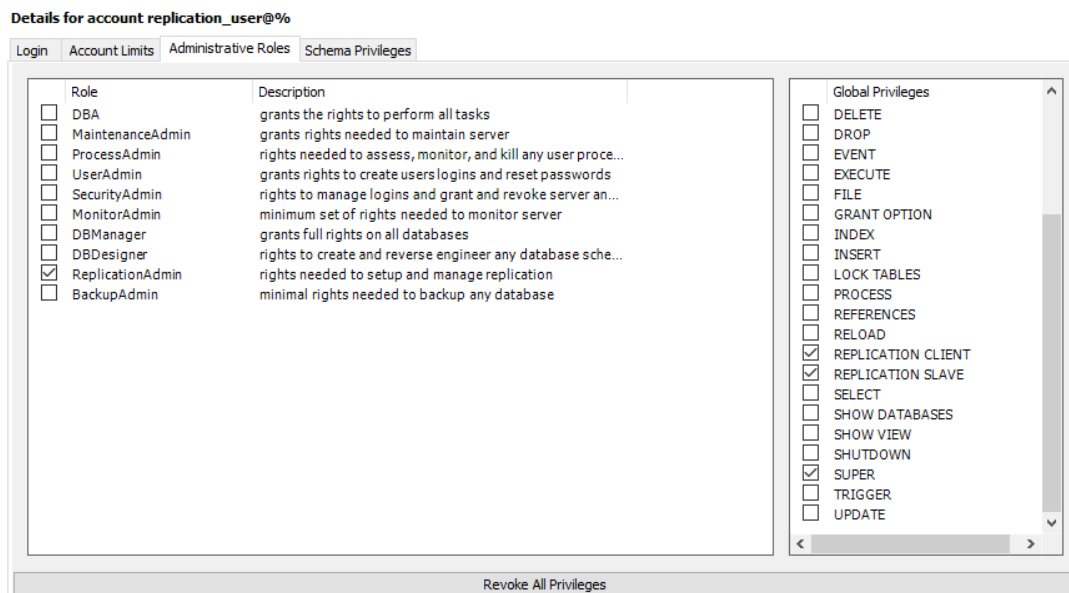 Details for account replication_user@%
Login Account Limits Administrative Roles Schema Privileges
Role Description
DBA grants the rights to perform all tasks
MaintenanceAdmin grants rights needed to maintain server
ProcessAdmin rights needed to assess, monitor, and kill any user proce...
UserAdmin grants rights to create users logins and reset passwords
SecurityAdmin rights to manage logins and grant and revoke server an...
MonitorAdmin minimum set of rights needed to monitor server
DBManager grants full rights on all databases
DBDesigner rights to create and reverse engineer any database sche...
ReplicationAdmin rights needed to setup and manage replication
BackupAdmin minimal rights needed to backup any database
Global Privileges
DELETE
DROP
EVENT
EXECUTE
FILE
GRANT OPTION
INDEX
INSERT
LOCK TABLES
PROCESS
REFERENCES
RELOAD
REPLICATION CLIENT
REPLICATION SLAVE
SELECT
SHOW DATABASES
SHOW VIEW
SHUTDOWN
SUPER
TRIGGER
UPDATE
Revoke All Privileges